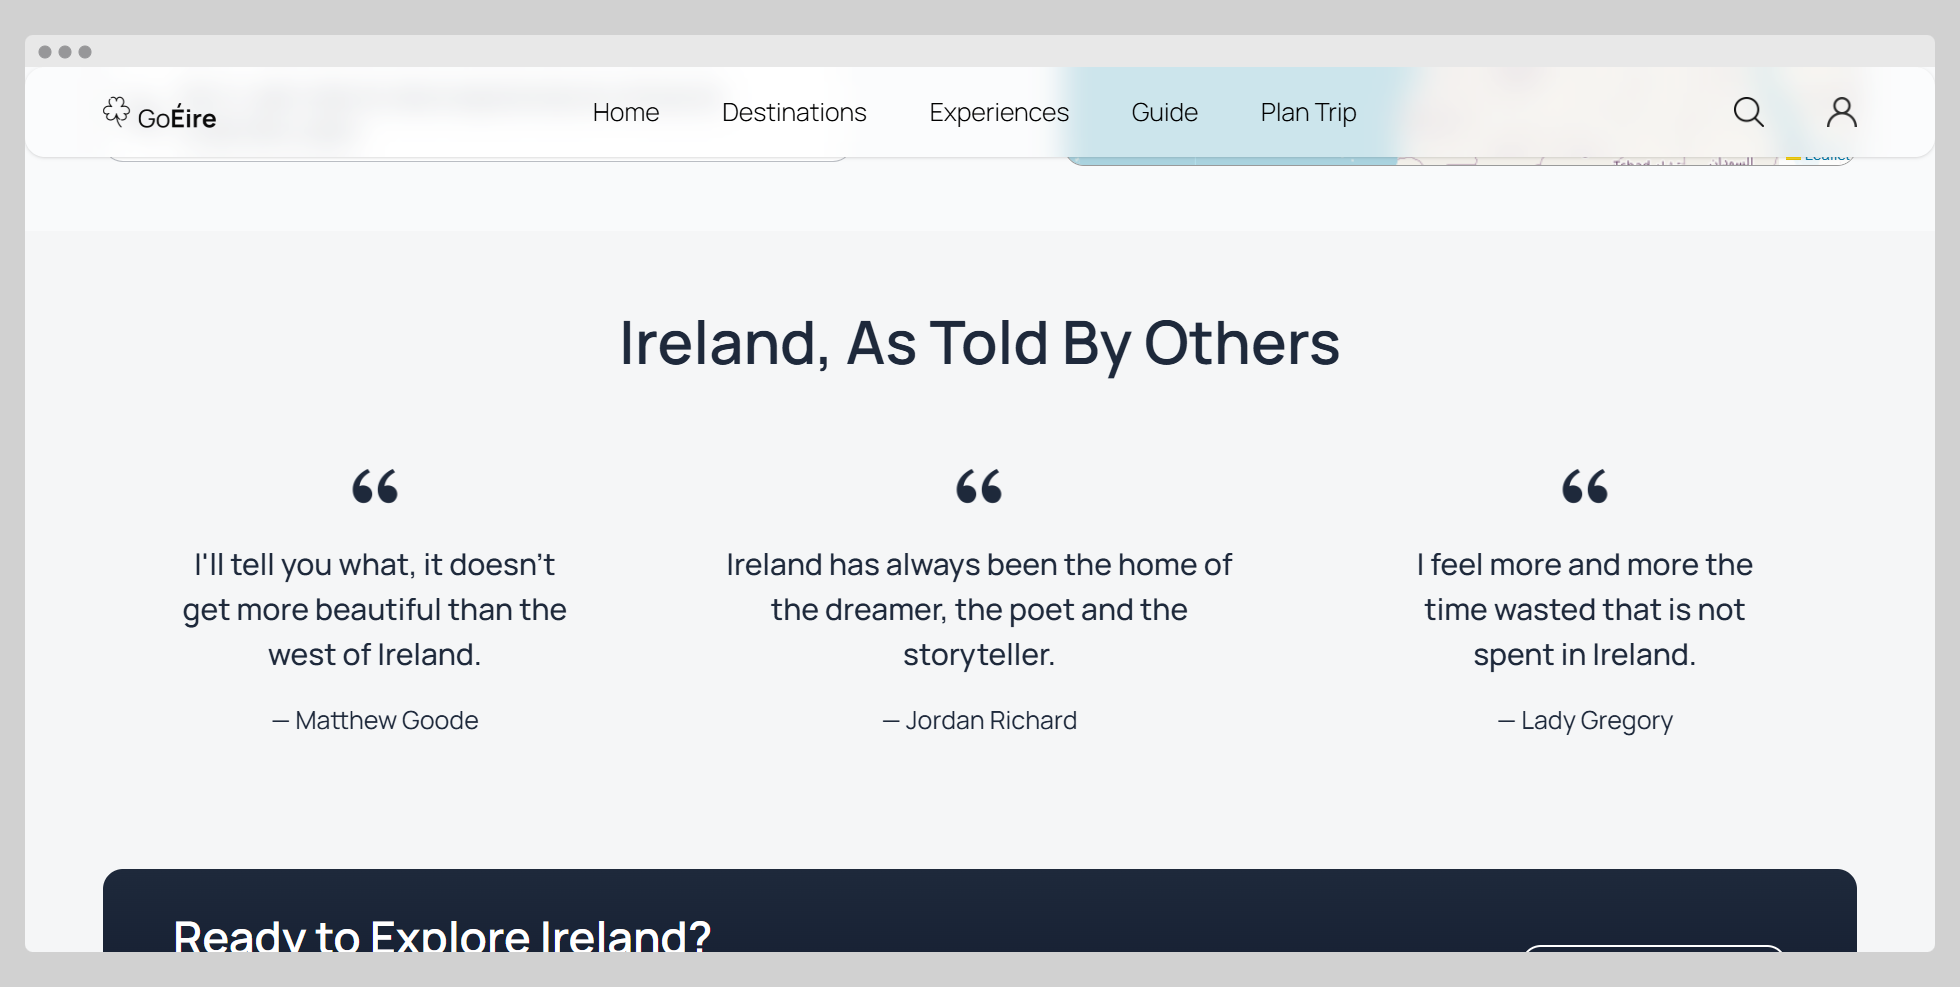 GoÉire
Home
Destinations
Experiences
Guide
Plan Trip
Leaflet
Ireland, As Told By Others
“
“
“
I'll tell you what, it doesn’t
get more beautiful than the
west of Ireland.
— Matthew Goode
Ireland has always been the home of
the dreamer, the poet and the
storyteller.
— Jordan Richard
I feel more and more the
time wasted that is not
spent in Ireland.
— Lady Gregory
Ready to Explore Ireland?